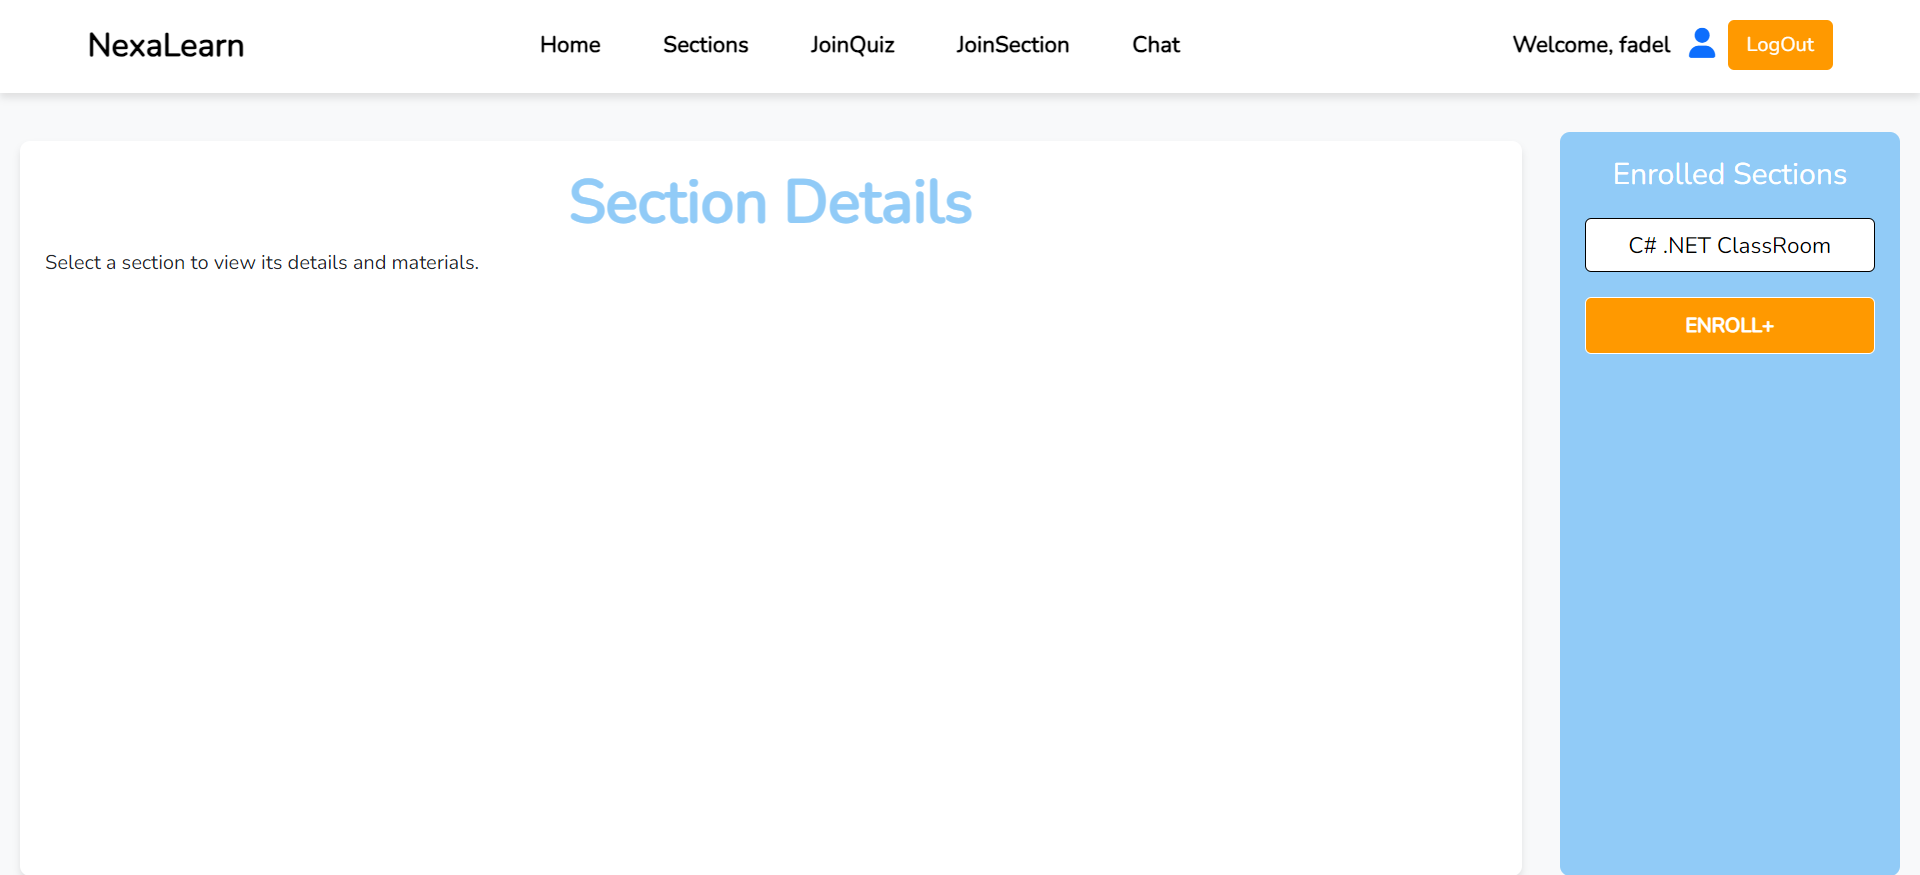 NexaLearn
Home Sections JoinQuiz JoinSection Chat
Welcome, fadel LogOut
Section Details
Select a section to view its details and materials.
Enrolled Sections
C# .NET ClassRoom
ENROLL+